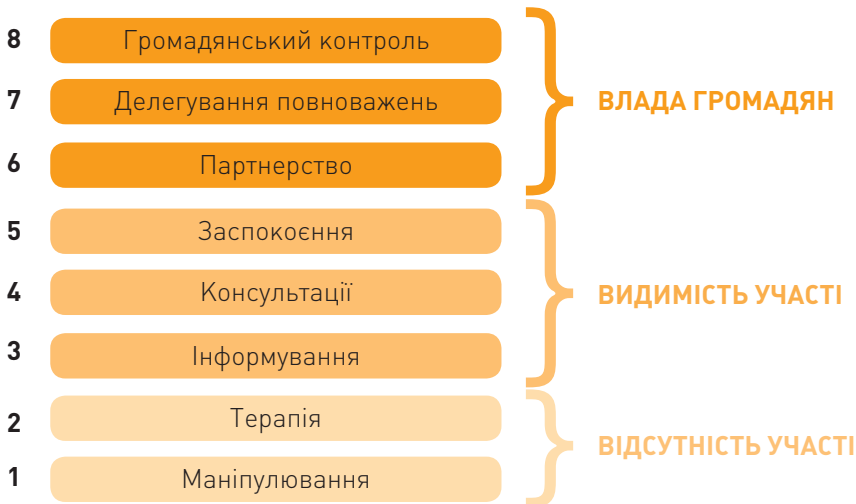 8 Громадянський контроль
7 Делегування повноважень
ВЛАДА ГРОМАДЯН
6 Партнерство
5 Заспокоєння
4 Консультації
ВИДИМІСТЬ УЧАСТІ
3 Інформування
2 Терапія
ВІДСУТНІСТЬ УЧАСТІ
1 Маніпулювання